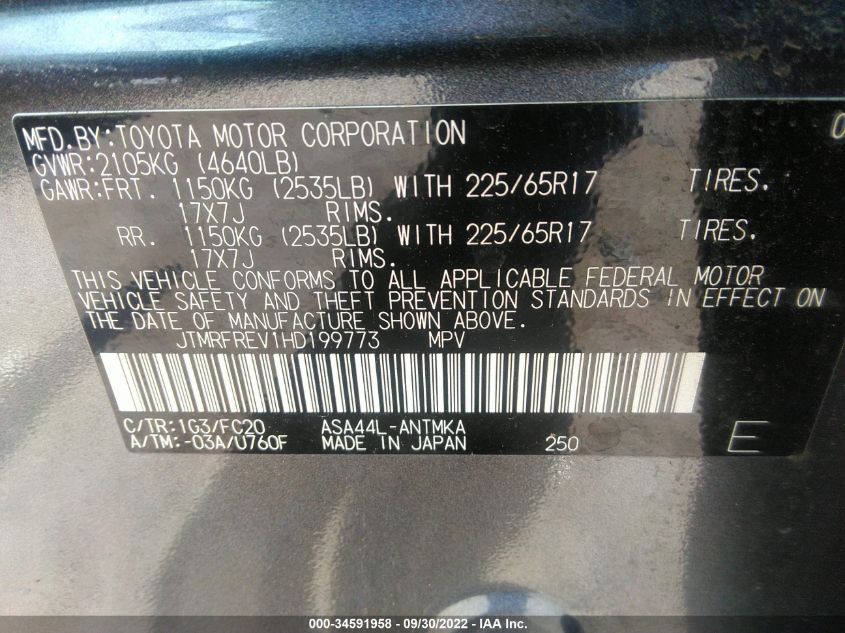 MFD.BY:TOYOTA MOTOR CORPORATION 0
GVWR:2105KG (4640LB)
GAWR:FRT. 1150KG (2535LB) WITH 225/65R17 TIRES.
17X7J RIMS.
RR. 1150KG (2535LB) WITH 225/65R17 TIRES.
17X7J RIMS.
THIS VEHICLE CONFORMS TO ALL APPLICABLE FEDERAL MOTOR
VEHICLE SAFETY AND THEFT PREVENTION STANDARDS IN EFFECT ON
THE DATE OF MANUFACTURE SHOWN ABOVE.
JTMRFREV1HD199773 MPV
C/TR:1G3/FC20 ASA44L-ANTMKA
A/TM:-03A/U760F MADE IN JAPAN 250 E
000-34591958 - 09/30/2022 - IAA Inc.